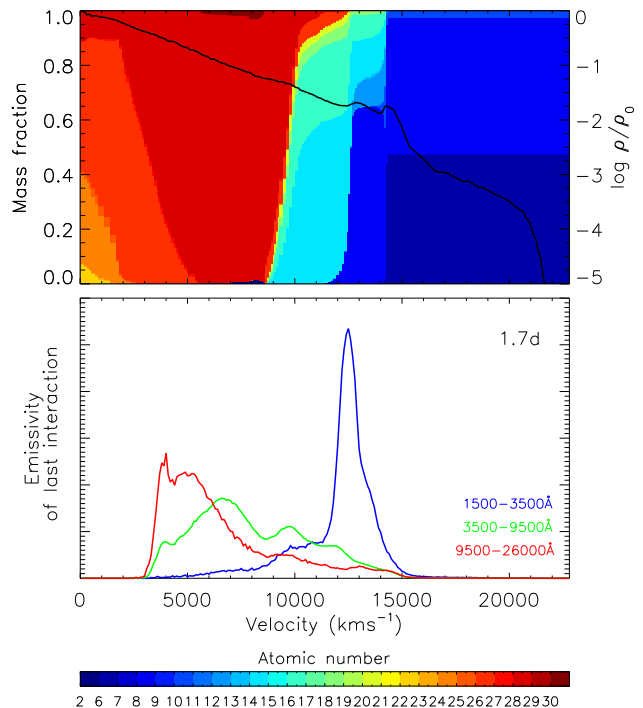 1.0
0.8
0.6
0.4
0.2
0.0
Mass fraction
0
−1
−2
−3
−4
−5
log ρ/ρ0
1.7d
Emissivity
of last interaction
1500−3500Å
3500−9500Å
9500−26000Å
0 5000 10000 15000 20000
Velocity (kms−1)
Atomic number
2 6 7 8 9 10 11 12 13 14 15 16 17 18 19 20 21 22 23 24 25 26 27 28 29 30